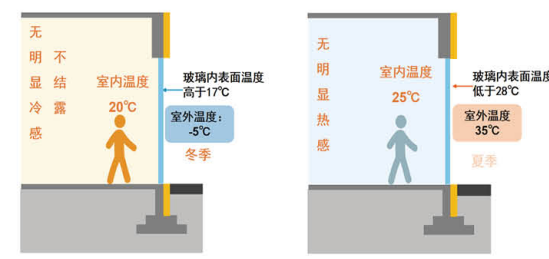 无明显冷感
不结露
室内温度
20℃
玻璃内表面温度
高于17℃
室外温度：
-5℃
冬季
无明显热感
室内温度
25℃
玻璃内表面温度
低于28℃
室外温度
35℃
夏季